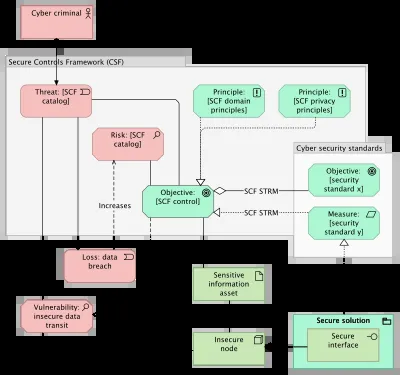 Cyber criminal
Secure Controls Framework (CSF)
Threat: [SCF
catalog]
Principle:
[SCF domain
principles]
Principle:
[SCF privacy
principles]
Risk: [SCF
catalog]
Cyber security standards
Objective:
[security
standard x]
Objective:
[SCF control]
SCF STRM
Increases
SCF STRM
Measure:
[security
standard y]
Loss: data
breach
Sensitive
information
asset
Vulnerability:
insecure data
transit
Insecure
node
Secure solution
Secure
interface